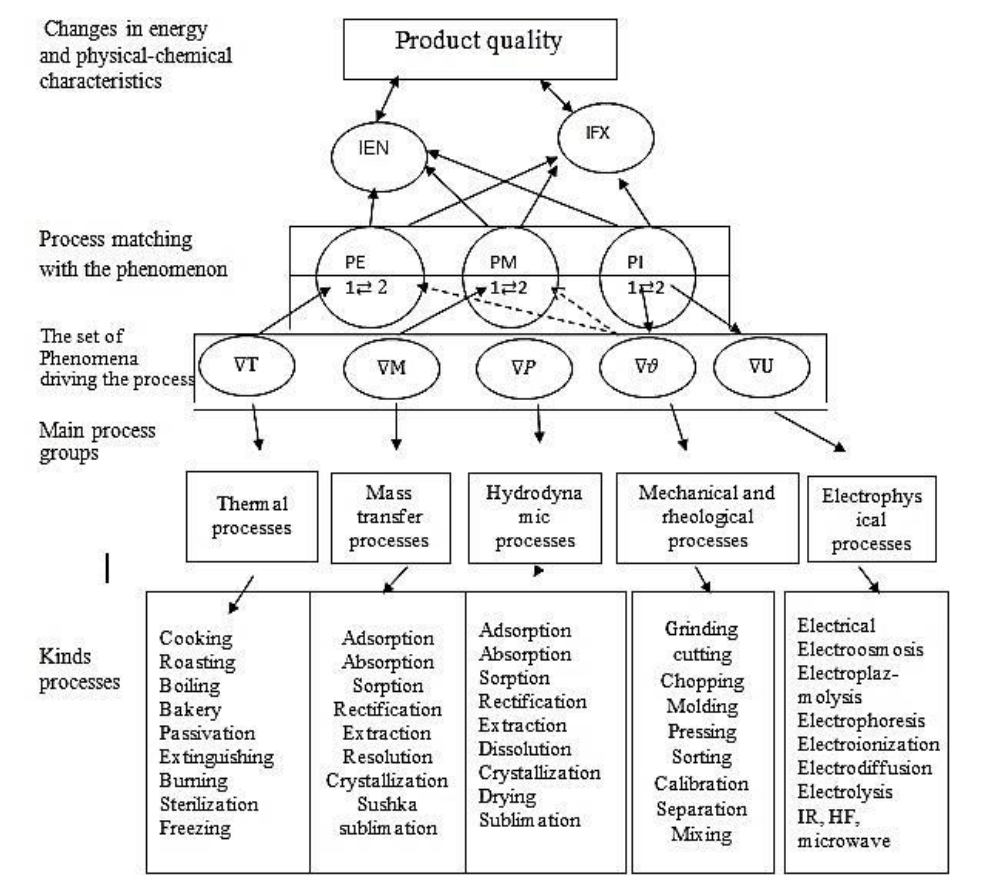 Changes in energy
and physical-chemical
characteristics
Product quality
IEN
IFX
Process matching
with the phenomenon
PE
1⇄2
PM
1⇄2
PI
1⇄2
The set of
Phenomena
driving the process
∇T
∇M
∇P
∇ϑ
∇U
Main process
groups
Thermal
processes
Mass
transfer
processes
Hydrodyna
mic
processes
Mechanical and
rheological
processes
Electrophys
ical
processes
Kinds
processes
Cooking
Roasting
Boiling
Bakery
Passivation
Extinguishing
Burning
Sterilization
Freezing
Adsorption
Absorption
Sorption
Rectification
Extraction
Resolution
Crystallization
Sushka
sublimation
Adsorption
Absorption
Sorption
Rectification
Extraction
Dissolution
Crystallization
Drying
Sublimation
Grinding
cutting
Chopping
Molding
Pressing
Sorting
Calibration
Separation
Mixing
Electrical
Electroosmosis
Electroplaz-
molysis
Electrophoresis
Electroionization
Electrodiffusion
Electrolysis
IR, HF,
microwave